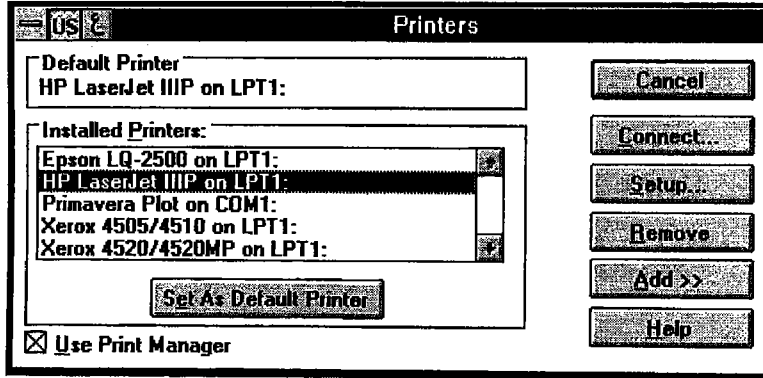 US
Printers
Default Printer
HP LaserJet IIIP on LPT1:
Cancel
Installed Printers:
Connect...
Epson LQ-2500 on LPT1:
HP LaserJet IIIP on LPT1:
Setup...
Primavera Plot on COM1:
Xerox 4505/4510 on LPT1:
Remove
Xerox 4520/4520MP on LPT1:
Add >>
Set As Default Printer
Help
Use Print Manager